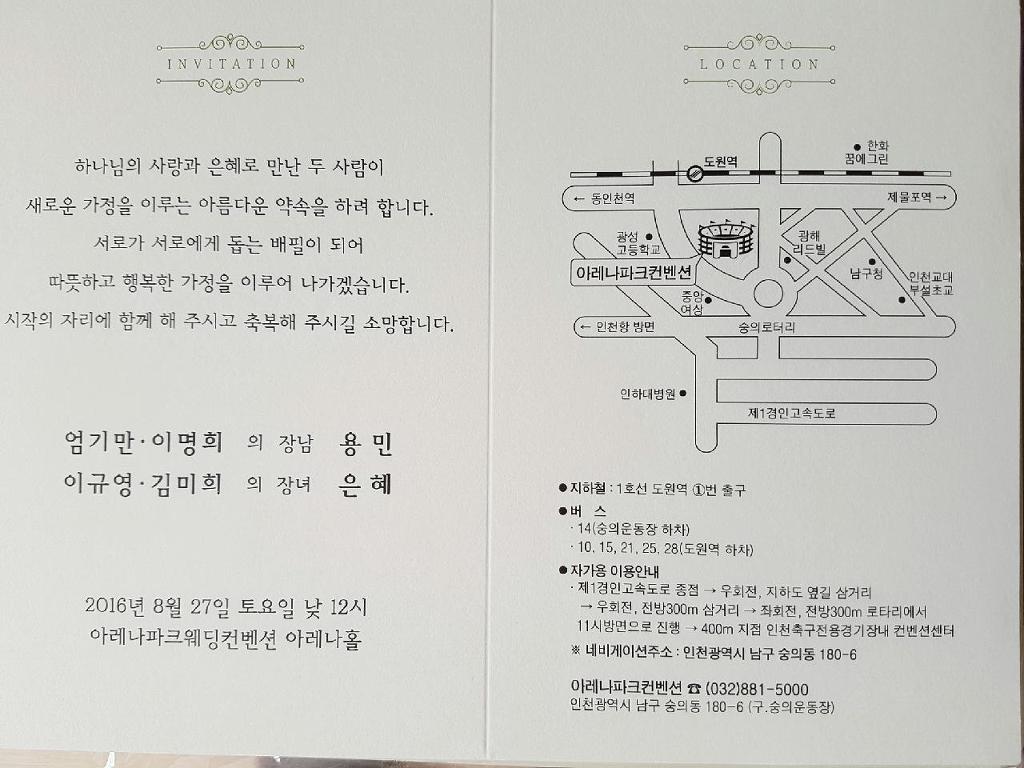 INVITATION
하나님의 사랑과 은혜로 만난 두 사람이
새로운 가정을 이루는 아름다운 약속을 하려 합니다.
서로가 서로에게 돕는 배필이 되어
따뜻하고 행복한 가정을 이루어 나가겠습니다.
시작의 자리에 함께 해 주시고 축복해 주시길 소망합니다.
엄기만·이명희 의 장남 용민
이규영·김미희 의 장녀 은혜
2016년 8월 27일 토요일 낮 12시
아레나파크웨딩컨벤션 아레나홀
LOCATION
도원역
한화
꿈에그린
← 동인천역
제물포역 →
광성
고등학교
광해
리드빌
아레나파크컨벤션
남구청
인천교대
부설초교
중앙
여상
← 인천항 방면
숭의로터리
인하대병원
제1경인고속도로
● 지하철 : 1호선 도원역 ①번 출구
● 버 스
· 14(숭의운동장 하차)
· 10, 15, 21, 25, 28(도원역 하차)
● 자가용 이용안내
· 제1경인고속도로 종점 → 우회전, 지하도 옆길 삼거리
→ 우회전, 전방300m 삼거리 → 좌회전, 전방300m 로타리에서
11시방면으로 진행 → 400m 지점 인천축구전용경기장내 컨벤션센터
※ 네비게이션주소 : 인천광역시 남구 숭의동 180-6
아레나파크컨벤션 ☎ (032)881-5000
인천광역시 남구 숭의동 180-6 (구.숭의운동장)